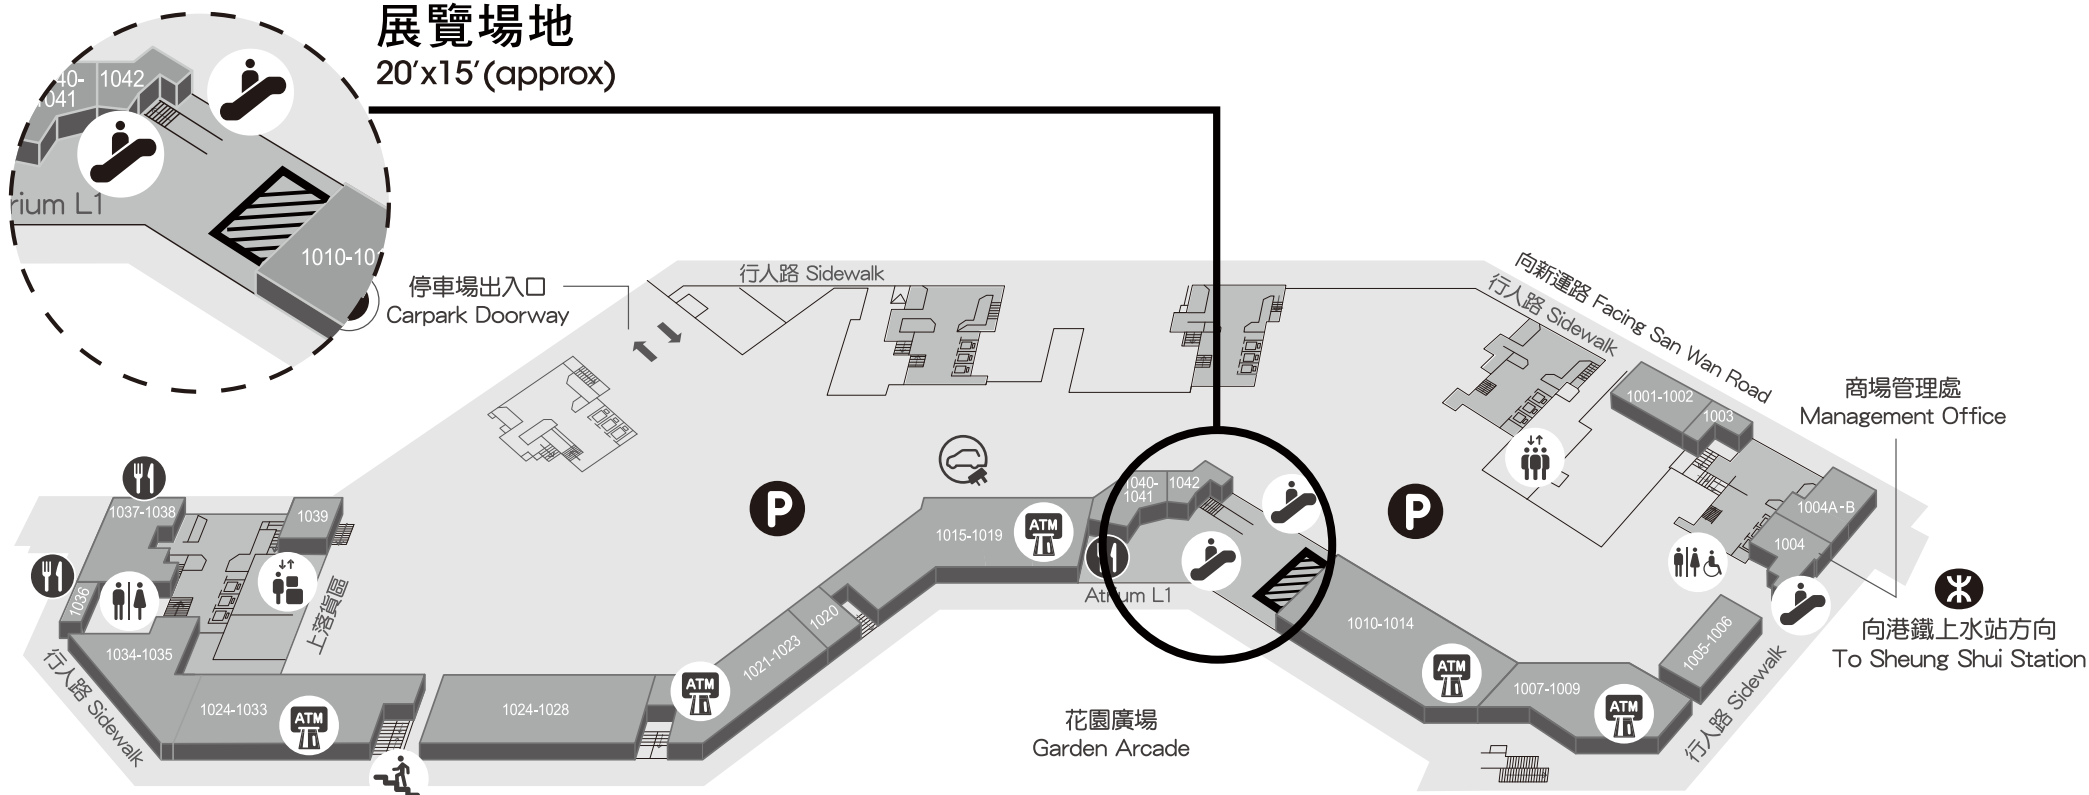 展覽場地
20'x15'(approx)
40-
041
1042
rium L1
1010-10
停車場出入口
Carpark Doorway
行人路 Sidewalk
向新運路 Facing San Wan Road
行人路 Sidewalk
商場管理處
Management Office
1001-1002
1003
1004A-B
1004
1005-1006
P
P
1040-
1041
1042
1037-1038
1039
1036
上落貨區
1034-1035
1015-1019
ATM
Atrium L1
1020
1021-1023
ATM
1010-1014
ATM
1007-1009
ATM
向港鐵上水站方向
To Sheung Shui Station
行人路 Sidewalk
行人路 Sidewalk
1024-1033
ATM
1024-1028
花園廣場
Garden Arcade